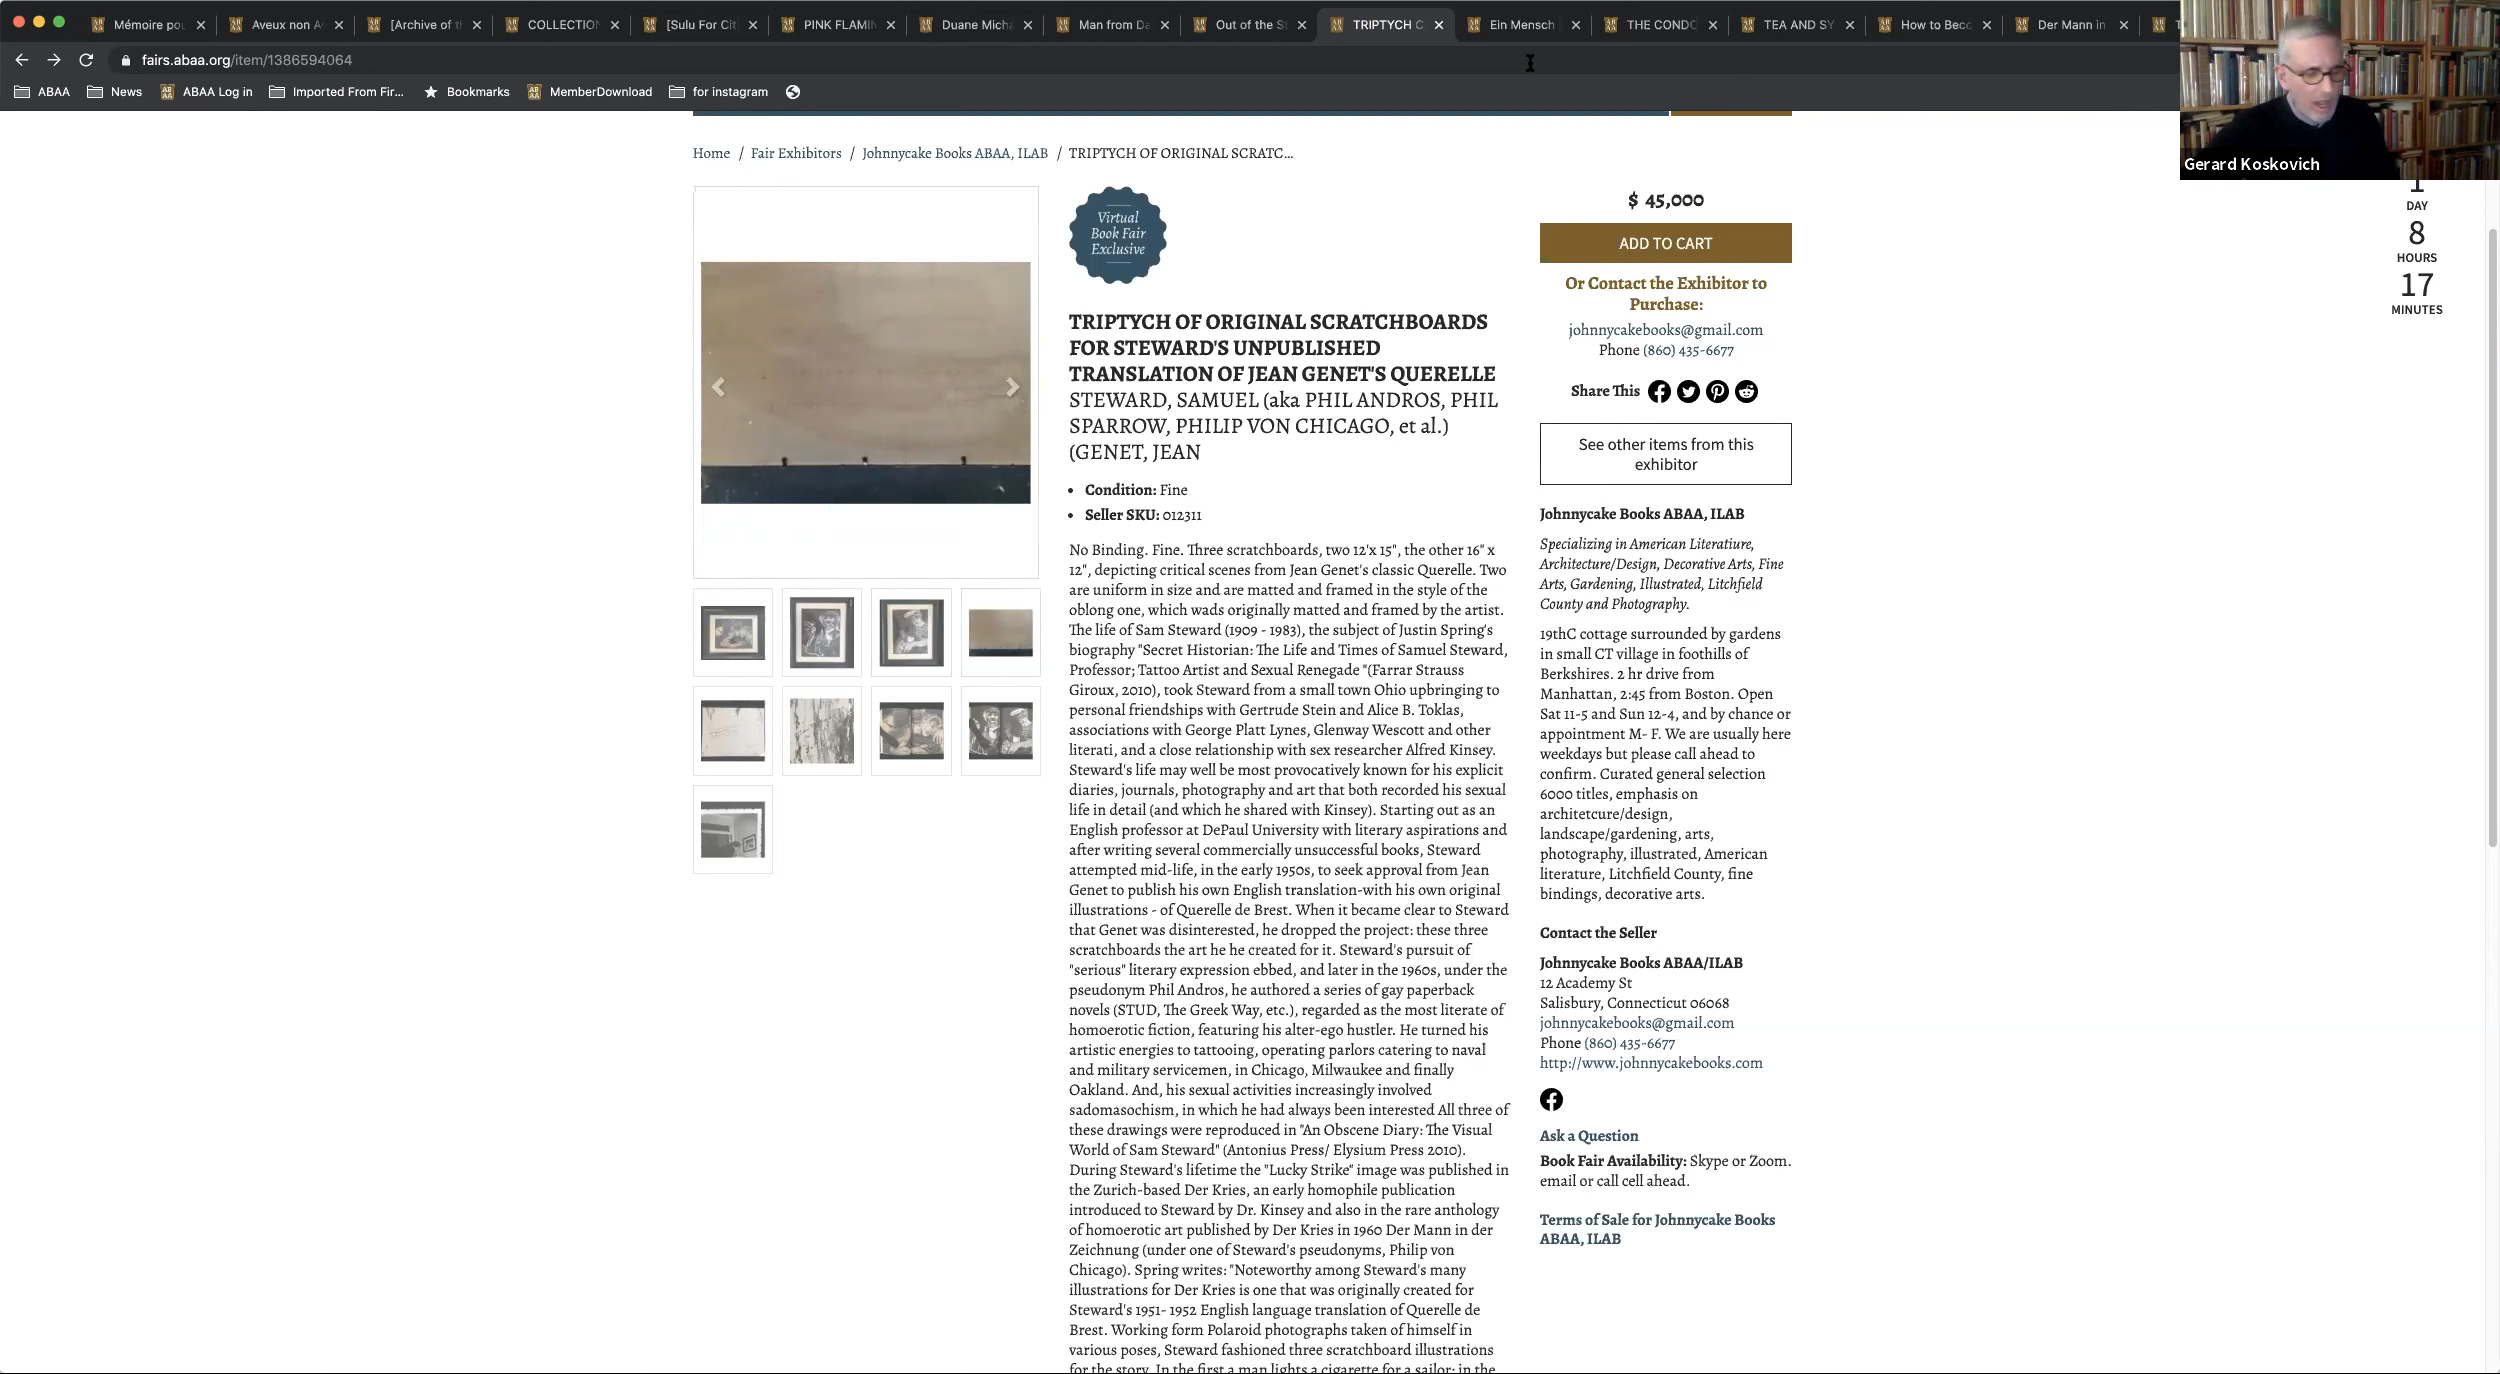 Mémoire pou
Aveux non A
[Archive of t
COLLECTION
[Sulu For Cit
PINK FLAMIN
Duane Mich
Man from Da
Out of the S
TRIPTYCH C
Ein Mensch
THE CONDO
TEA AND SY
How to Beco
Der Mann in
fairs.abaa.org/item/1386594064
ABAA
News
ABAA Log in
Imported From Fir...
Bookmarks
MemberDownload
for instagram
Gerard Koskovich
Home / Fair Exhibitors / Johnnycake Books ABAA, ILAB / TRIPTYCH OF ORIGINAL SCRATC...
Virtual
Book Fair
Exclusive
TRIPTYCH OF ORIGINAL SCRATCHBOARDS
FOR STEWARD'S UNPUBLISHED
TRANSLATION OF JEAN GENET'S QUERELLE
STEWARD, SAMUEL (aka PHIL ANDROS, PHIL
SPARROW, PHILIP VON CHICAGO, et al.)
(GENET, JEAN
• Condition: Fine
• Seller SKU: 012311
No Binding. Fine. Three scratchboards, two 12'x 15", the other 16" x
12", depicting critical scenes from Jean Genet's classic Querelle. Two
are uniform in size and are matted and framed in the style of the
oblong one, which wads originally matted and framed by the artist.
The life of Sam Steward (1909 - 1983), the subject of Justin Spring's
biography "Secret Historian: The Life and Times of Samuel Steward,
Professor; Tattoo Artist and Sexual Renegade "(Farrar Strauss
Giroux, 2010), took Steward from a small town Ohio upbringing to
personal friendships with Gertrude Stein and Alice B. Toklas,
associations with George Platt Lynes, Glenway Wescott and other
literati, and a close relationship with sex researcher Alfred Kinsey.
Steward's life may well be most provocatively known for his explicit
diaries, journals, photography and art that both recorded his sexual
life in detail (and which he shared with Kinsey). Starting out as an
English professor at DePaul University with literary aspirations and
after writing several commercially unsuccessful books, Steward
attempted mid-life, in the early 1950s, to seek approval from Jean
Genet to publish his own English translation-with his own original
illustrations - of Querelle de Brest. When it became clear to Steward
that Genet was disinterested, he dropped the project: these three
scratchboards the art he he created for it. Steward's pursuit of
"serious" literary expression ebbed, and later in the 1960s, under the
pseudonym Phil Andros, he authored a series of gay paperback
novels (STUD, The Greek Way, etc.), regarded as the most literate of
homoerotic fiction, featuring his alter-ego hustler. He turned his
artistic energies to tattooing, operating parlors catering to naval
and military servicemen, in Chicago, Milwaukee and finally
Oakland. And, his sexual activities increasingly involved
sadomasochism, in which he had always been interested All three of
these drawings were reproduced in "An Obscene Diary: The Visual
World of Sam Steward" (Antonius Press/ Elysium Press 2010).
During Steward's lifetime the "Lucky Strike" image was published in
the Zurich-based Der Kries, an early homophile publication
introduced to Steward by Dr. Kinsey and also in the rare anthology
of homoerotic art published by Der Kries in 1960 Der Mann in der
Zeichnung (under one of Steward's pseudonyms, Philip von
Chicago). Spring writes: "Noteworthy among Steward's many
illustrations for Der Kries is one that was originally created for
Steward's 1951- 1952 English language translation of Querelle de
Brest. Working form Polaroid photographs taken of himself in
various poses, Steward fashioned three scratchboard illustrations
for the story. In the first a man lights a cigarette for a sailor; in the
$ 45,000
ADD TO CART
Or Contact the Exhibitor to
Purchase:
johnnycakebooks@gmail.com
Phone (860) 435-6677
Share This
See other items from this
exhibitor
Johnnycake Books ABAA, ILAB
Specializing in American Literatiure,
Architecture/Design, Decorative Arts, Fine
Arts, Gardening, Illustrated, Litchfield
County and Photography.
19thC cottage surrounded by gardens
in small CT village in foothills of
Berkshires. 2 hr drive from
Manhattan, 2:45 from Boston. Open
Sat 11-5 and Sun 12-4, and by chance or
appointment M- F. We are usually here
weekdays but please call ahead to
confirm. Curated general selection
6000 titles, emphasis on
architetcure/design,
landscape/gardening, arts,
photography, illustrated, American
literature, Litchfield County, fine
bindings, decorative arts.
Contact the Seller
Johnnycake Books ABAA/ILAB
12 Academy St
Salisbury, Connecticut 06068
johnnycakebooks@gmail.com
Phone (860) 435-6677
http://www.johnnycakebooks.com
Ask a Question
Book Fair Availability: Skype or Zoom.
email or call cell ahead.
Terms of Sale for Johnnycake Books
ABAA, ILAB
1
DAY
8
HOURS
17
MINUTES